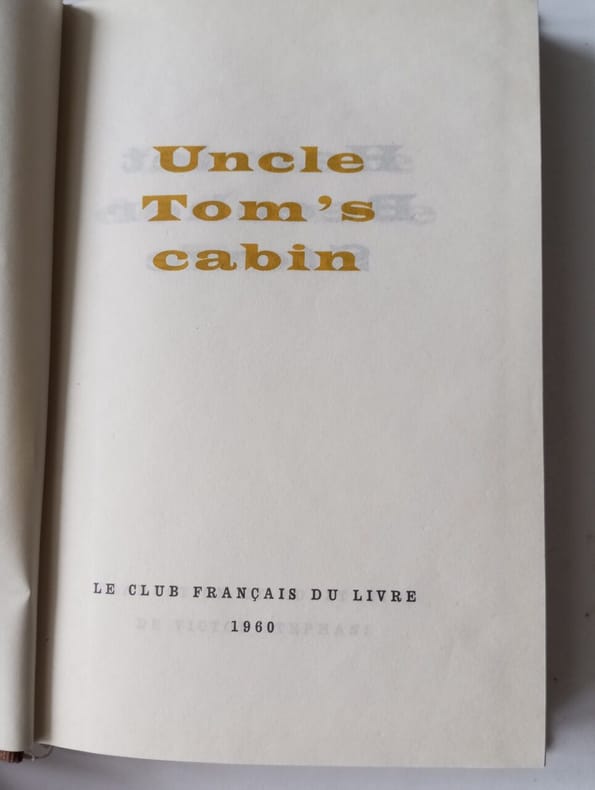 Uncle
Tom's
cabin
LE CLUB FRANÇAIS DU LIVRE
1960